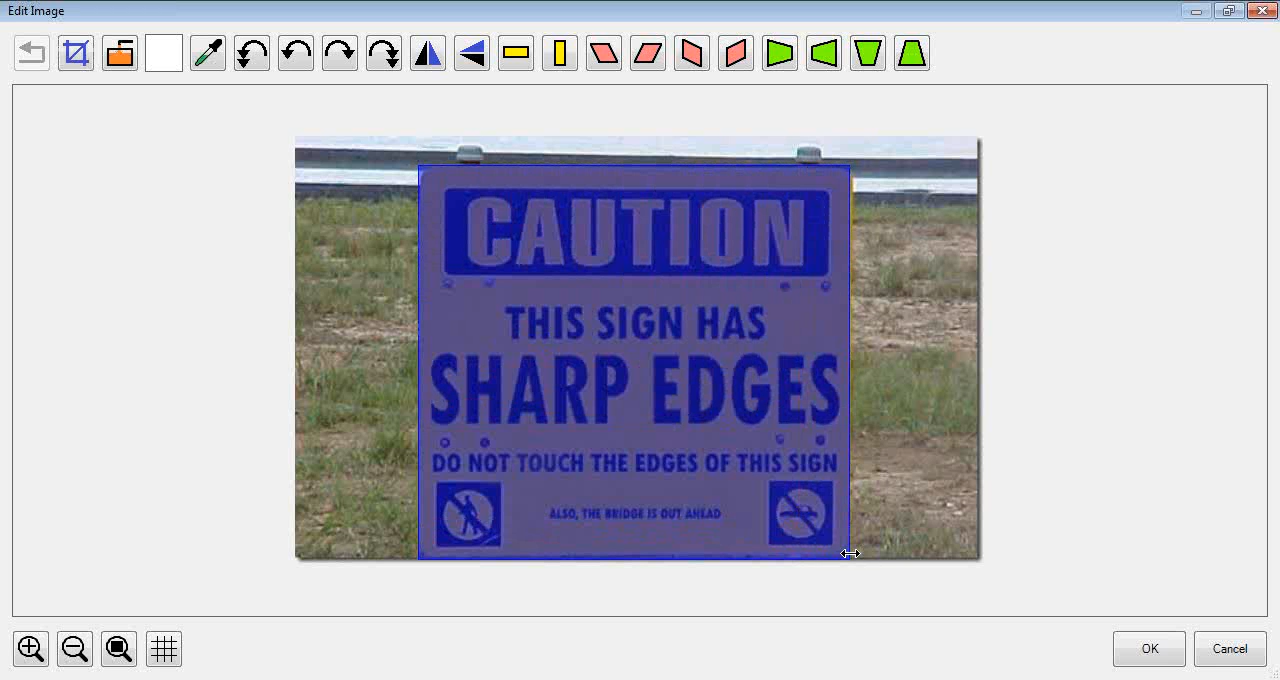 Edit Image
CAUTION
THIS SIGN HAS
SHARP EDGES
DO NOT TOUCH THE EDGES OF THIS SIGN
ALSO, THE BRIDGE IS OUT AHEAD
OK Cancel